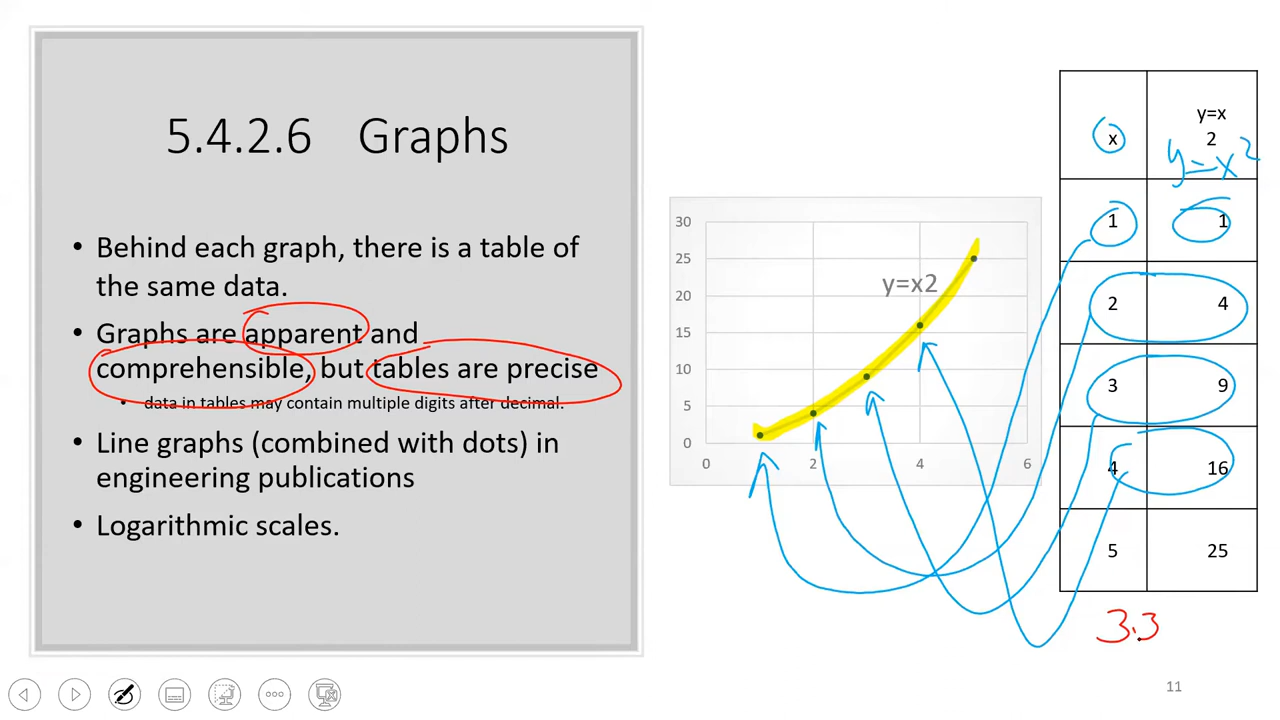 5.4.2.6 Graphs
• Behind each graph, there is a table of
the same data.
• Graphs are apparent and
comprehensible, but tables are precise
• data in tables may contain multiple digits after decimal.
• Line graphs (combined with dots) in
engineering publications
• Logarithmic scales.
30
25
20
15
10
5
0
0 2 4 6
y=x2
x y=x
2
y=x²
1 1
2 4
3 9
4 16
5 25
3.3
11